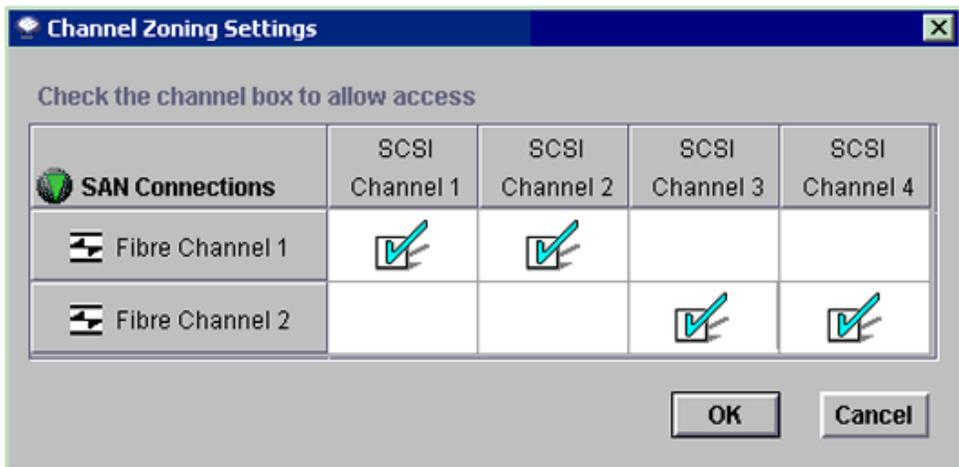 Channel Zoning Settings
Check the channel box to allow access
SAN Connections
SCSI Channel 1
SCSI Channel 2
SCSI Channel 3
SCSI Channel 4
Fibre Channel 1
Fibre Channel 2
OK
Cancel